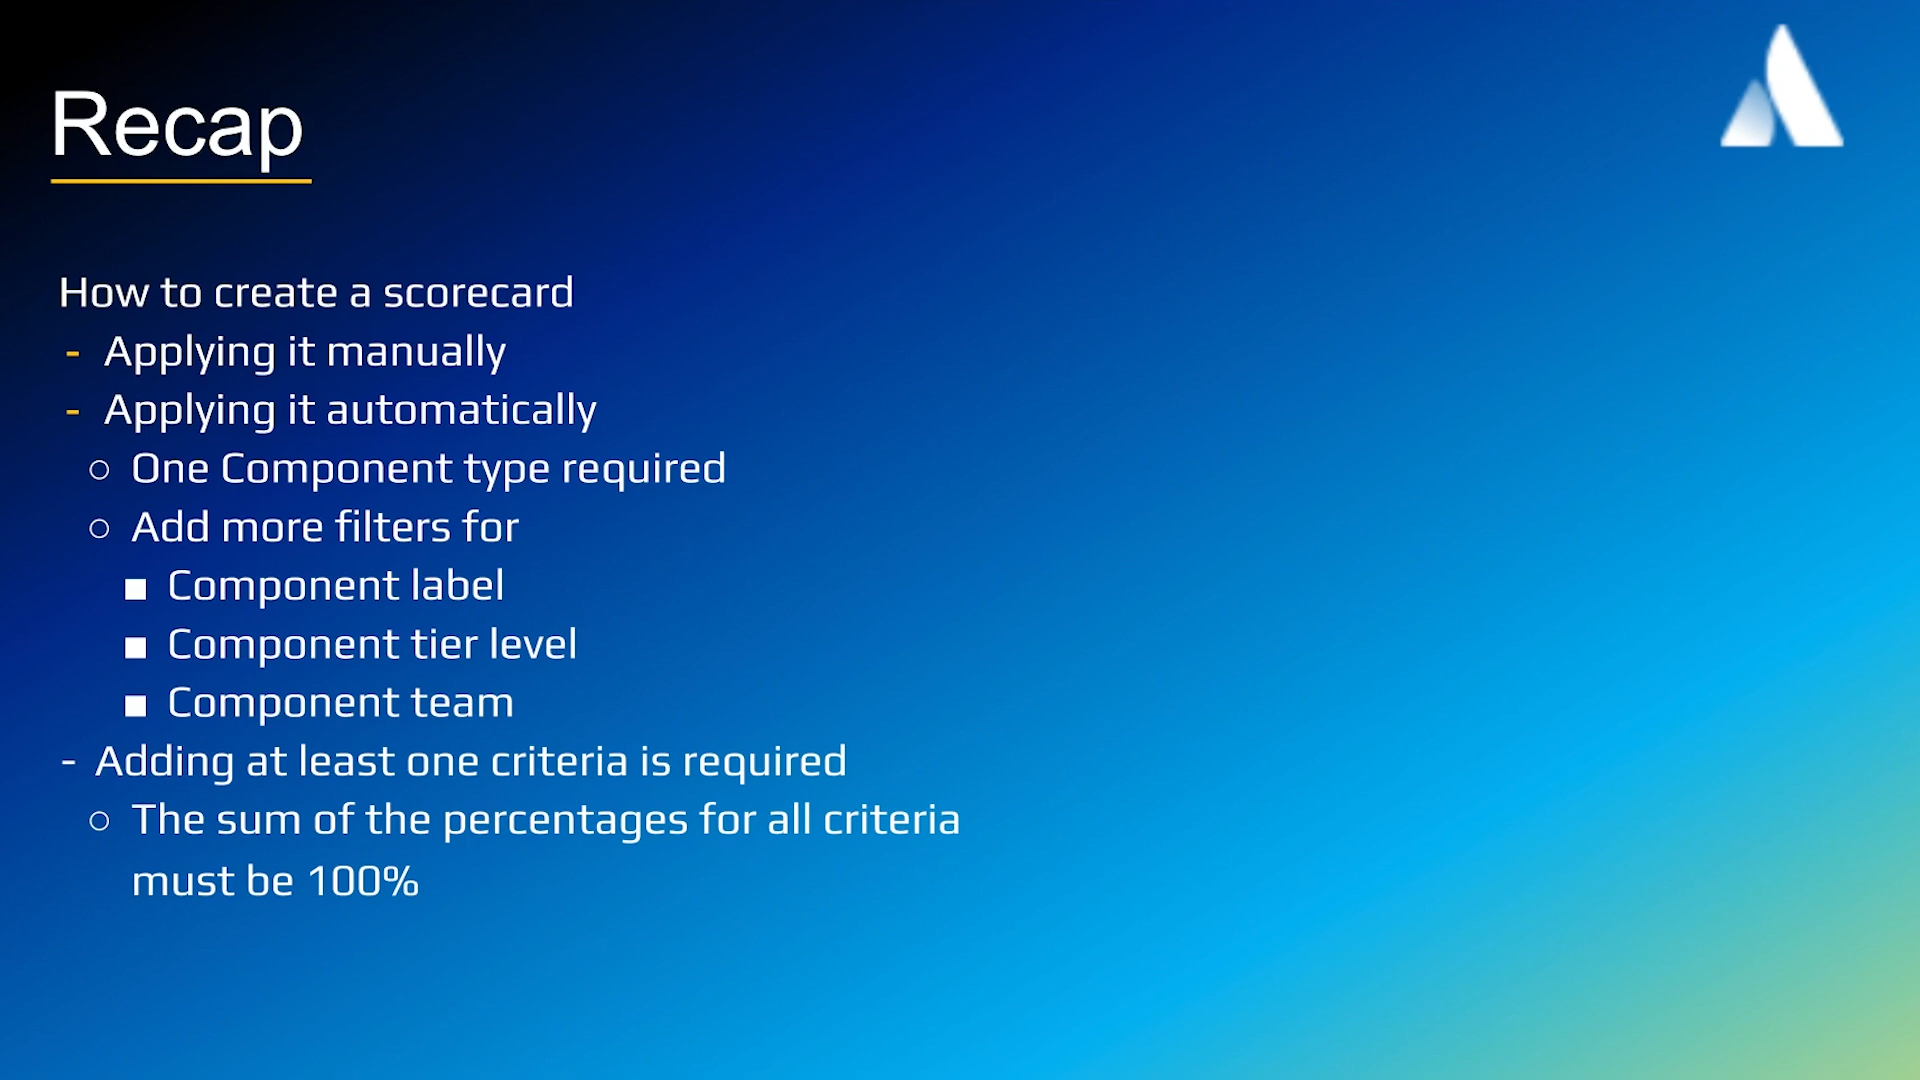 Recap
How to create a scorecard
- Applying it manually
- Applying it automatically
○ One Component type required
○ Add more filters for
■ Component label
■ Component tier level
■ Component team
- Adding at least one criteria is required
○ The sum of the percentages for all criteria
must be 100%